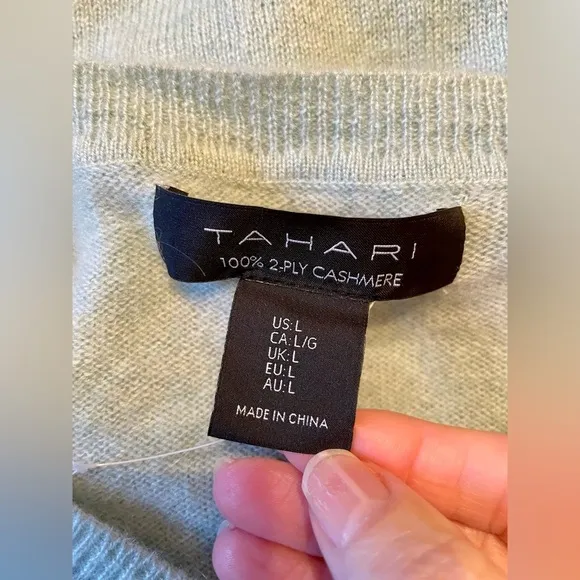 TAHARI
100% 2-PLY CASHMERE
US:L
CA:L/G
UK:L
EU:L
AU:L
MADE IN CHINA